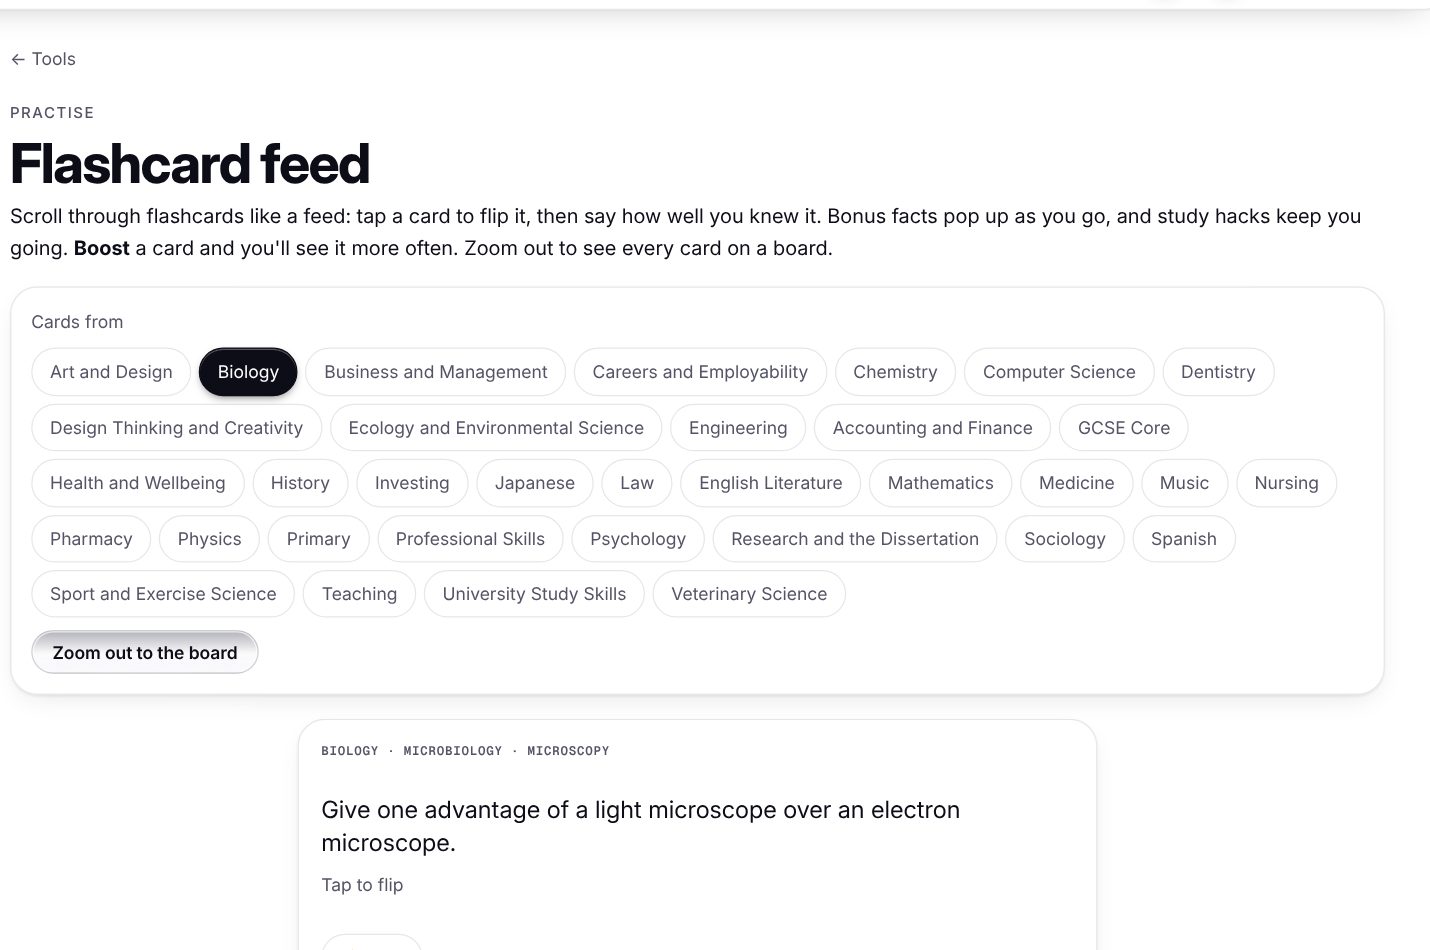 ← Tools
PRACTISE
Flashcard feed
Scroll through flashcards like a feed: tap a card to flip it, then say how well you knew it. Bonus facts pop up as you go, and study hacks keep you
going. Boost a card and you'll see it more often. Zoom out to see every card on a board.
Cards from
Art and Design Biology Business and Management Careers and Employability Chemistry Computer Science Dentistry
Design Thinking and Creativity Ecology and Environmental Science Engineering Accounting and Finance GCSE Core
Health and Wellbeing History Investing Japanese Law English Literature Mathematics Medicine Music Nursing
Pharmacy Physics Primary Professional Skills Psychology Research and the Dissertation Sociology Spanish
Sport and Exercise Science Teaching University Study Skills Veterinary Science
Zoom out to the board
BIOLOGY · MICROBIOLOGY · MICROSCOPY
Give one advantage of a light microscope over an electron
microscope.
Tap to flip